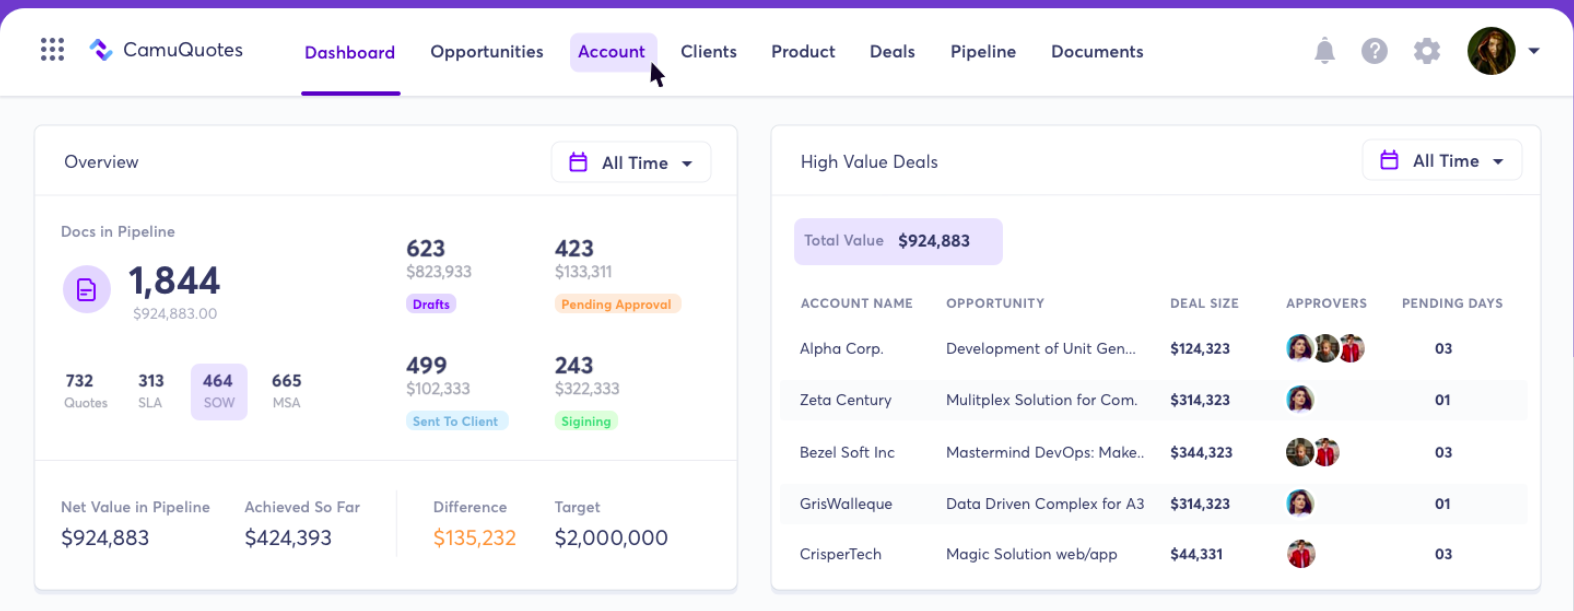 CamuQuotes
Dashboard Opportunities Account Clients Product Deals Pipeline Documents
?
Overview
All Time
Docs in Pipeline
1,844
$924,883.00
732 313 464 665
Quotes SLA SOW MSA
623 423
$823,933 $133,311
Drafts Pending Approval
499 243
$102,333 $322,333
Sent To Client Sigining
Net Value in Pipeline Achieved So Far Difference Target
$924,883 $424,393 $135,232 $2,000,000
High Value Deals
All Time
Total Value $924,883
ACCOUNT NAME OPPORTUNITY DEAL SIZE APPROVERS PENDING DAYS
Alpha Corp. Development of Unit Gen... $124,323 03
Zeta Century Mulitplex Solution for Com. $314,323 01
Bezel Soft Inc Mastermind DevOps: Make.. $344,323 03
GrisWalleque Data Driven Complex for A3 $314,323 01
CrisperTech Magic Solution web/app $44,331 03